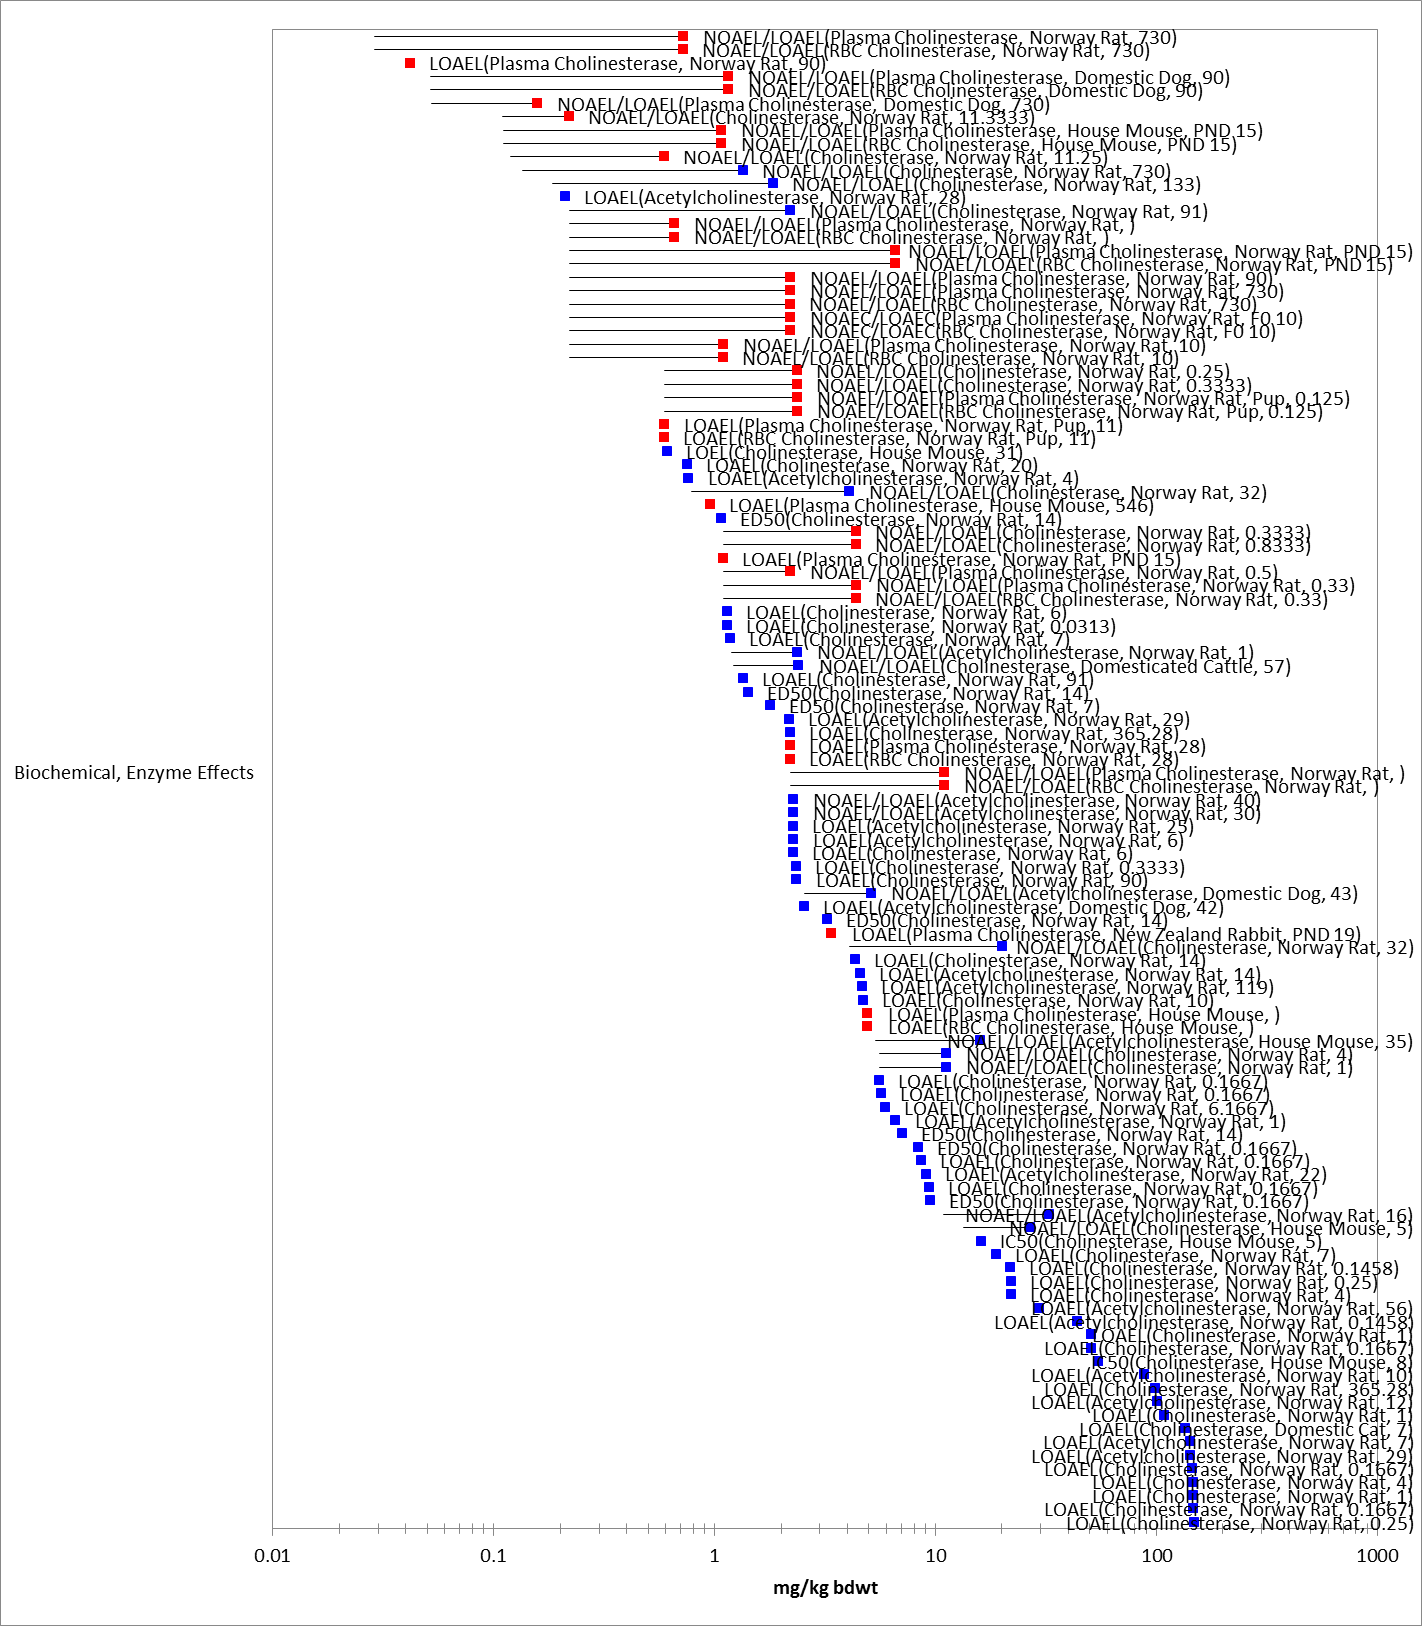 NOAEL/LOAEL(Plasma Cholinesterase, Norway Rat, 730)
NOAEL/LOAEL(RBC Cholinesterase, Norway Rat, 730)
LOAEL(Plasma Cholinesterase, Norway Rat, 90)
NOAEL/LOAEL(Plasma Cholinesterase, Domestic Dog, 90)
NOAEL/LOAEL(RBC Cholinesterase, Domestic Dog, 90)
NOAEL/LOAEL(Plasma Cholinesterase, Domestic Dog, 730)
NOAEL/LOAEL(Cholinesterase, Norway Rat, 11.3333)
NOAEL/LOAEL(Plasma Cholinesterase, House Mouse, PND 15)
NOAEL/LOAEL(RBC Cholinesterase, House Mouse, PND 15)
NOAEL/LOAEL(Cholinesterase, Norway Rat, 11.25)
NOAEL/LOAEL(Cholinesterase, Norway Rat, 730)
NOAEL/LOAEL(Cholinesterase, Norway Rat, 133)
LOAEL(Acetylcholinesterase, Norway Rat, 28)
NOAEL/LOAEL(Cholinesterase, Norway Rat, 91)
NOAEL/LOAEL(Plasma Cholinesterase, Norway Rat, )
NOAEL/LOAEL(RBC Cholinesterase, Norway Rat, )
NOAEL/LOAEL(Plasma Cholinesterase, Norway Rat, PND 15)
NOAEL/LOAEL(RBC Cholinesterase, Norway Rat, PND 15)
NOAEL/LOAEL(Plasma Cholinesterase, Norway Rat, 90)
NOAEL/LOAEL(Plasma Cholinesterase, Norway Rat, 730)
NOAEL/LOAEL(RBC Cholinesterase, Norway Rat, 730)
NOAEC/LOAEC(Plasma Cholinesterase, Norway Rat, F0 10)
NOAEC/LOAEC(RBC Cholinesterase, Norway Rat, F0 10)
NOAEL/LOAEL(Plasma Cholinesterase, Norway Rat, 10)
NOAEL/LOAEL(RBC Cholinesterase, Norway Rat, 10)
NOAEL/LOAEL(Cholinesterase, Norway Rat, 0.25)
NOAEL/LOAEL(Cholinesterase, Norway Rat, 0.3333)
NOAEL/LOAEL(Plasma Cholinesterase, Norway Rat, Pup, 0.125)
NOAEL/LOAEL(RBC Cholinesterase, Norway Rat, Pup, 0.125)
LOAEL(Plasma Cholinesterase, Norway Rat, Pup, 11)
LOAEL(RBC Cholinesterase, Norway Rat, Pup, 11)
LOEL(Cholinesterase, House Mouse, 31)
LOAEL(Cholinesterase, Norway Rat, 20)
LOAEL(Acetylcholinesterase, Norway Rat, 4)
NOAEL/LOAEL(Cholinesterase, Norway Rat, 32)
LOAEL(Plasma Cholinesterase, House Mouse, 546)
ED50(Cholinesterase, Norway Rat, 14)
NOAEL/LOAEL(Cholinesterase, Norway Rat, 0.3333)
NOAEL/LOAEL(Cholinesterase, Norway Rat, 0.8333)
LOAEL(Plasma Cholinesterase, Norway Rat, PND 15)
NOAEL/LOAEL(Plasma Cholinesterase, Norway Rat, 0.5)
NOAEL/LOAEL(Plasma Cholinesterase, Norway Rat, 0.33)
NOAEL/LOAEL(RBC Cholinesterase, Norway Rat, 0.33)
LOAEL(Cholinesterase, Norway Rat, 6)
LOAEL(Cholinesterase, Norway Rat, 0.0313)
LOAEL(Cholinesterase, Norway Rat, 7)
NOAEL/LOAEL(Acetylcholinesterase, Norway Rat, 1)
NOAEL/LOAEL(Cholinesterase, Domesticated Cattle, 57)
LOAEL(Cholinesterase, Norway Rat, 91)
ED50(Cholinesterase, Norway Rat, 14)
ED50(Cholinesterase, Norway Rat, 7)
LOAEL(Acetylcholinesterase, Norway Rat, 29)
LOAEL(Cholinesterase, Norway Rat, 365.28)
LOAEL(Plasma Cholinesterase, Norway Rat, 28)
LOAEL(RBC Cholinesterase, Norway Rat, 28)
Biochemical, Enzyme Effects
NOAEL/LOAEL(Plasma Cholinesterase, Norway Rat, )
NOAEL/LOAEL(RBC Cholinesterase, Norway Rat, )
NOAEL/LOAEL(Acetylcholinesterase, Norway Rat, 40)
NOAEL/LOAEL(Acetylcholinesterase, Norway Rat, 30)
LOAEL(Acetylcholinesterase, Norway Rat, 25)
LOAEL(Acetylcholinesterase, Norway Rat, 6)
LOAEL(Cholinesterase, Norway Rat, 6)
LOAEL(Cholinesterase, Norway Rat, 0.3333)
LOAEL(Cholinesterase, Norway Rat, 90)
NOAEL/LOAEL(Acetylcholinesterase, Domestic Dog, 43)
LOAEL(Acetylcholinesterase, Domestic Dog, 42)
ED50(Cholinesterase, Norway Rat, 14)
LOAEL(Plasma Cholinesterase, New Zealand Rabbit, PND 19)
NOAEL/LOAEL(Cholinesterase, Norway Rat, 32)
LOAEL(Cholinesterase, Norway Rat, 14)
LOAEL(Acetylcholinesterase, Norway Rat, 14)
LOAEL(Acetylcholinesterase, Norway Rat, 119)
LOAEL(Cholinesterase, Norway Rat, 10)
LOAEL(Plasma Cholinesterase, House Mouse, )
LOAEL(RBC Cholinesterase, House Mouse, )
NOAEL/LOAEL(Acetylcholinesterase, House Mouse, 35)
NOAEL/LOAEL(Cholinesterase, Norway Rat, 4)
NOAEL/LOAEL(Cholinesterase, Norway Rat, 1)
LOAEL(Cholinesterase, Norway Rat, 0.1667)
LOAEL(Cholinesterase, Norway Rat, 0.1667)
LOAEL(Cholinesterase, Norway Rat, 6.1667)
LOAEL(Acetylcholinesterase, Norway Rat, 1)
ED50(Cholinesterase, Norway Rat, 14)
ED50(Cholinesterase, Norway Rat, 0.1667)
LOAEL(Cholinesterase, Norway Rat, 0.1667)
LOAEL(Acetylcholinesterase, Norway Rat, 22)
LOAEL(Cholinesterase, Norway Rat, 0.1667)
ED50(Cholinesterase, Norway Rat, 0.1667)
NOAEL/LOAEL(Acetylcholinesterase, Norway Rat, 16)
NOAEL/LOAEL(Cholinesterase, House Mouse, 5)
IC50(Cholinesterase, House Mouse, 5)
LOAEL(Cholinesterase, Norway Rat, 7)
LOAEL(Cholinesterase, Norway Rat, 0.1458)
LOAEL(Cholinesterase, Norway Rat, 0.25)
LOAEL(Cholinesterase, Norway Rat, 4)
LOAEL(Acetylcholinesterase, Norway Rat, 56)
LOAEL(Acetylcholinesterase, Norway Rat, 0.1458)
LOAEL(Cholinesterase, Norway Rat, 1)
LOAEL(Cholinesterase, Norway Rat, 0.1667)
IC50(Cholinesterase, House Mouse, 8)
LOAEL(Acetylcholinesterase, Norway Rat, 10)
LOAEL(Cholinesterase, Norway Rat, 365.28)
LOAEL(Acetylcholinesterase, Norway Rat, 12)
LOAEL(Cholinesterase, Norway Rat, 1)
LOAEL(Cholinesterase, Domestic Cat, 7)
LOAEL(Acetylcholinesterase, Norway Rat, 7)
LOAEL(Acetylcholinesterase, Norway Rat, 29)
LOAEL(Cholinesterase, Norway Rat, 0.1667)
LOAEL(Cholinesterase, Norway Rat, 4)
LOAEL(Cholinesterase, Norway Rat, 1)
LOAEL(Cholinesterase, Norway Rat, 0.1667)
LOAEL(Cholinesterase, Norway Rat, 0.25)
0.01 0.1 1 10 100 1000
mg/kg bdwt